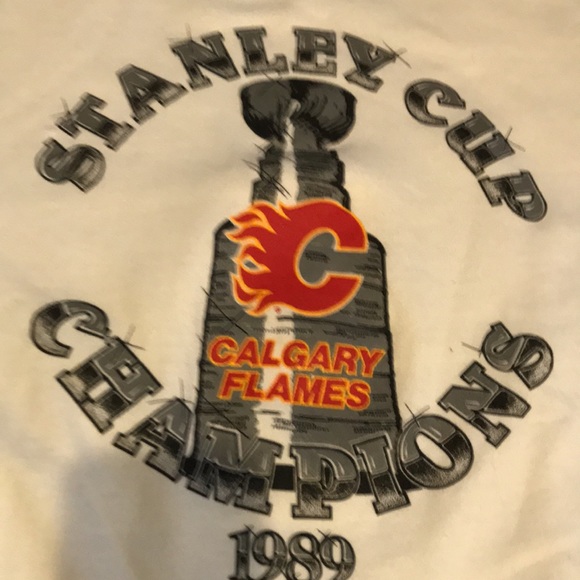 STANLEY CUP
CALGARY
FLAMES
CHAMPIONS
1989